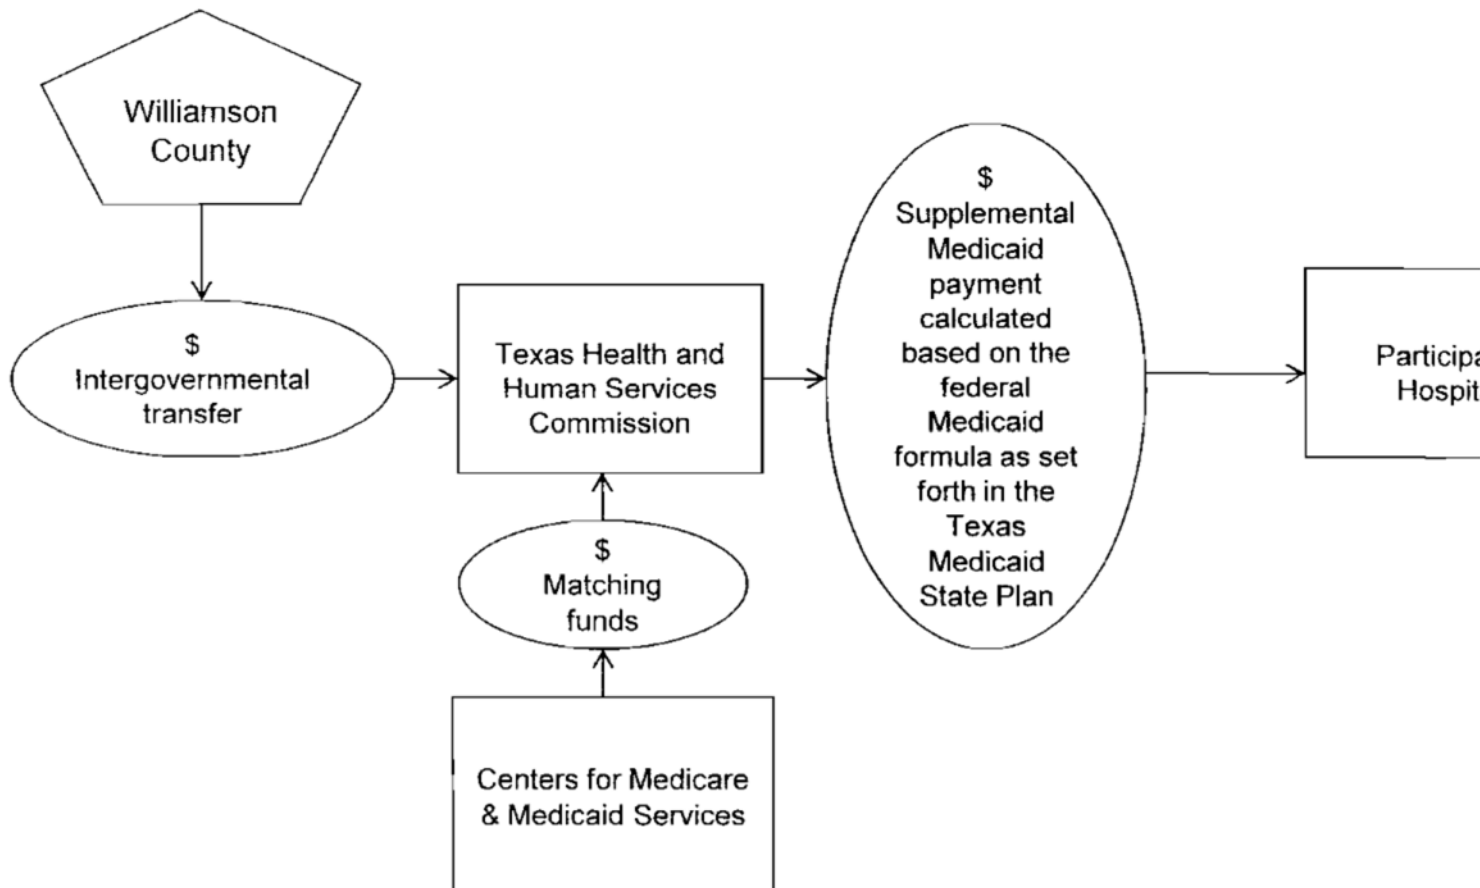 Williamson
County
$
Intergovernmental
transfer
Texas Health and
Human Services
Commission
$
Matching
funds
Centers for Medicare
& Medicaid Services
$
Supplemental
Medicaid
payment
calculated
based on the
federal
Medicaid
formula as set
forth in the
Texas
Medicaid
State Plan